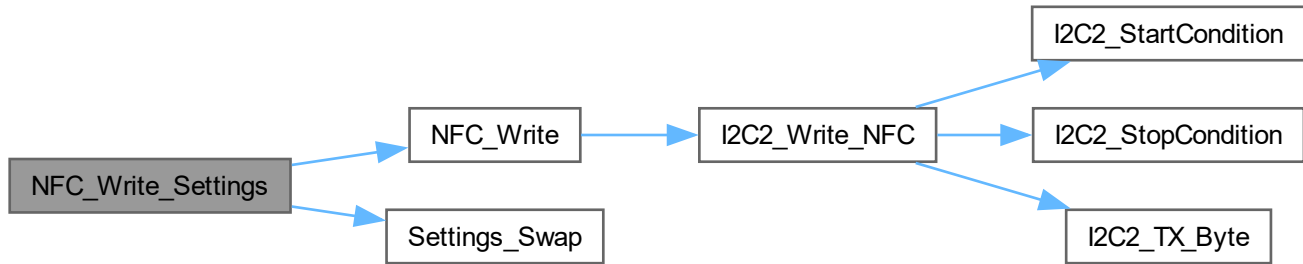 NFC_Write_Settings
NFC_Write
Settings_Swap
I2C2_Write_NFC
I2C2_StartCondition
I2C2_StopCondition
I2C2_TX_Byte